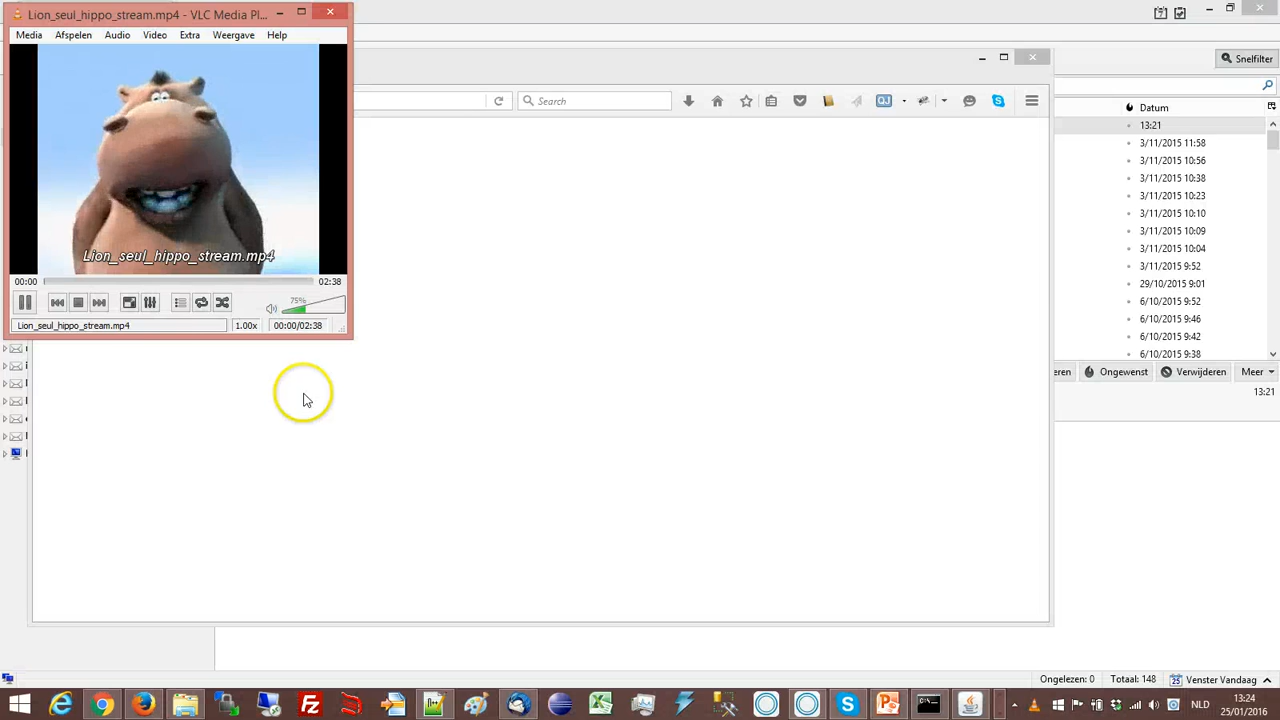 Lion_seul_hippo_stream.mp4 - VLC Media Pl...
Media Afspelen Audio Video Extra Weergave Help
Snelfilter
Search
QJ
Datum
13:21
3/11/2015 11:58
3/11/2015 10:56
3/11/2015 10:38
3/11/2015 10:23
3/11/2015 10:10
3/11/2015 10:09
3/11/2015 10:04
3/11/2015 9:52
29/10/2015 9:01
6/10/2015 9:52
6/10/2015 9:46
6/10/2015 9:42
6/10/2015 9:38
Lion_seul_hippo_stream.mp4
00:00 02:38
75%
Lion_seul_hippo_stream.mp4 1.00x 00:00/02:38
eren Ongewenst Verwijderen Meer
13:21
Ongelezen: 0 Totaal: 148 25 Venster Vandaag
NLD
13:24
25/01/2016